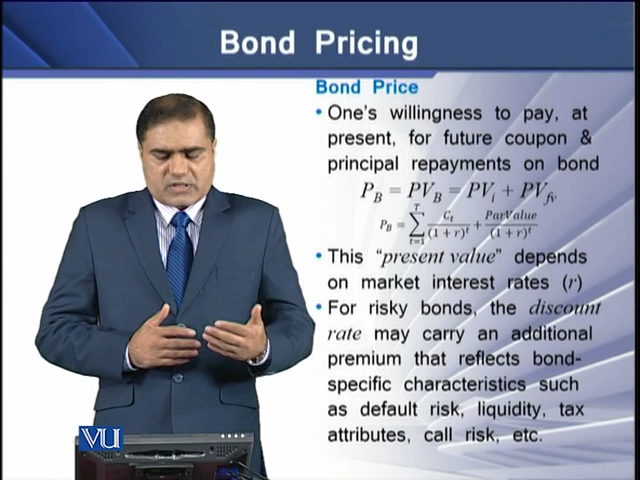 Bond Pricing
Bond Price
• One's willingness to pay, at
present, for future coupon &
principal repayments on bond
P_B = PV_B = PV_i + PV_fv
P_B = \sum_{t=1}^{T} \frac{C_t}{(1+r)^t} + \frac{ParValue}{(1+r)^t}
• This "present value" depends
on market interest rates (r)
• For risky bonds, the discount
rate may carry an additional
premium that reflects bond-
specific characteristics such
as default risk, liquidity, tax
attributes, call risk, etc.
VU